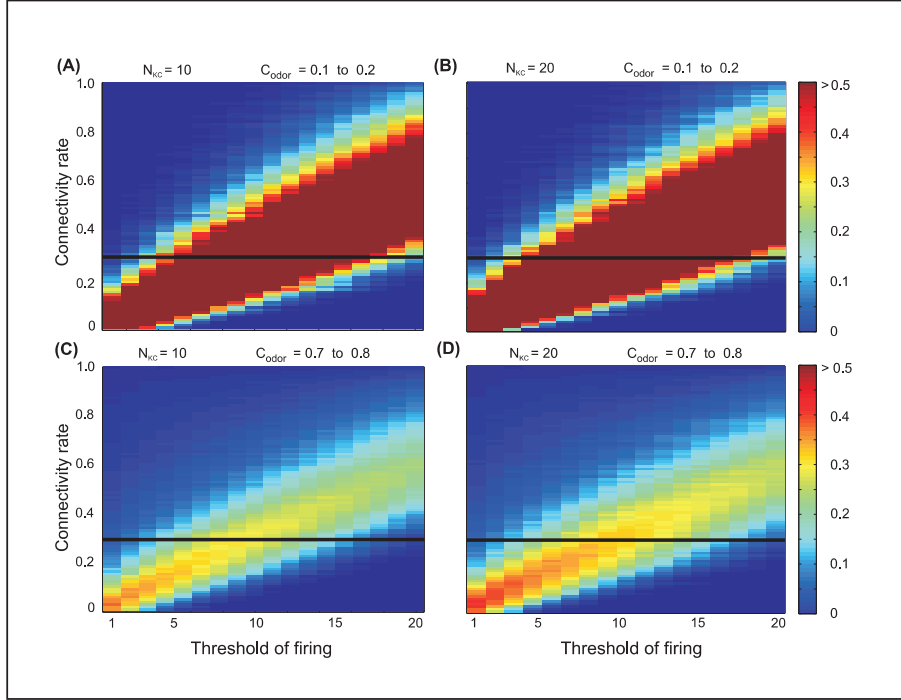 (A) N_KC = 10 C_odor = 0.1 to 0.2
(B) N_KC = 20 C_odor = 0.1 to 0.2
Connectivity rate
1.0
0.8
0.6
0.4
0.2
0
> 0.5
0.4
0.3
0.2
0.1
0
(C) N_KC = 10 C_odor = 0.7 to 0.8
(D) N_KC = 20 C_odor = 0.7 to 0.8
Connectivity rate
1.0
0.8
0.6
0.4
0.2
0
> 0.5
0.4
0.3
0.2
0.1
0
1 5 10 15 20
1 5 10 15 20
Threshold of firing
Threshold of firing